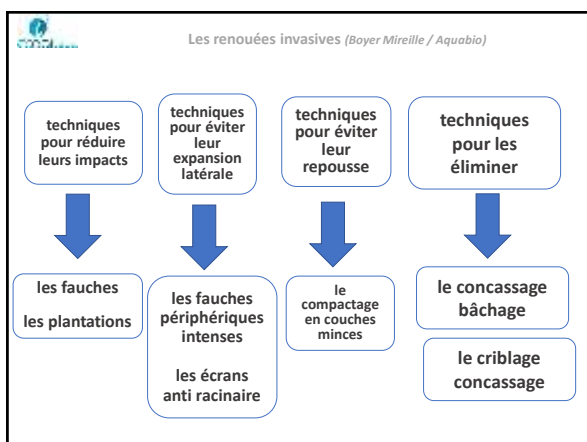 Les renouées invasives (Boyer Mireille / Aquabio)
techniques
pour réduire
leurs impacts
techniques
pour éviter
leur
expansion
latérale
techniques
pour éviter
leur
repousse
techniques
pour les
éliminer
les fauches
les plantations
les fauches
périphériques
intenses
les écrans
anti racinaire
le
compactage
en couches
minces
le concassage
bâchage
le criblage
concassage